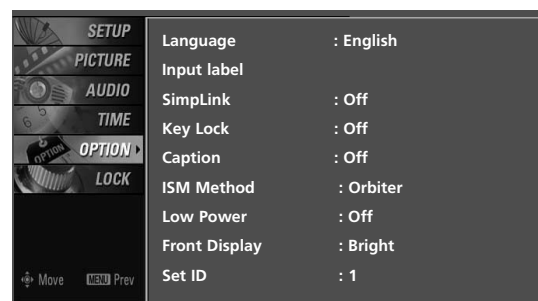 SETUP
PICTURE
AUDIO
TIME
OPTION
LOCK
Move MENU Prev
Language : English
Input label
SimpLink : Off
Key Lock : Off
Caption : Off
ISM Method : Orbiter
Low Power : Off
Front Display : Bright
Set ID : 1